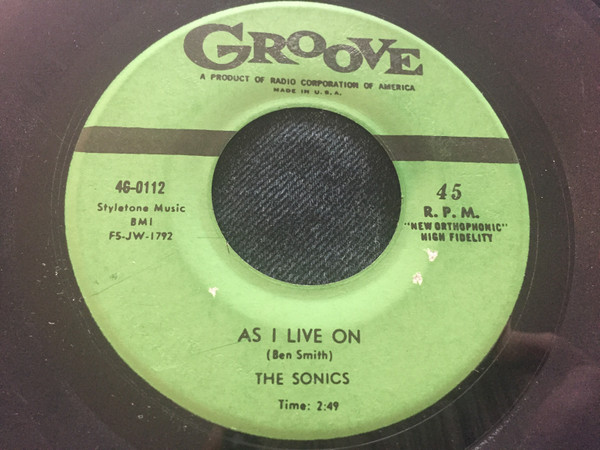 GROOVE
A PRODUCT OF RADIO CORPORATION OF AMERICA
MADE IN U.S.A.
4G-0112
Styletone Music
BMI
F5-JW-1792
45
R.P.M.
"NEW ORTHOPHONIC"
HIGH FIDELITY
AS I LIVE ON
(Ben Smith)
THE SONICS
Time: 2:49